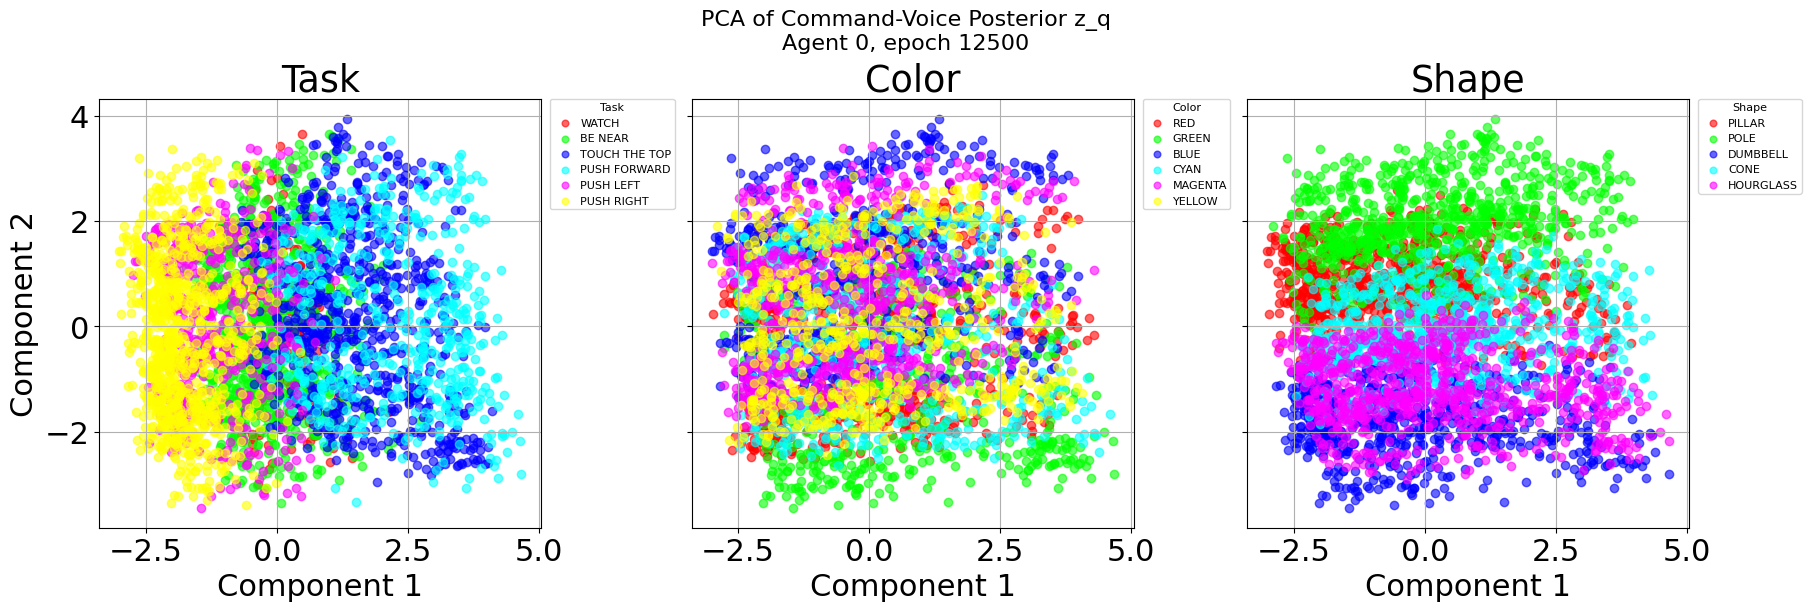 PCA of Command-Voice Posterior z_q
Agent 0, epoch 12500
Task
Color
Shape
Task
WATCH
BE NEAR
TOUCH THE TOP
PUSH FORWARD
PUSH LEFT
PUSH RIGHT
Color
RED
GREEN
BLUE
CYAN
MAGENTA
YELLOW
Shape
PILLAR
POLE
DUMBBELL
CONE
HOURGLASS
Component 2
4
2
0
−2
−2.5 0.0 2.5 5.0
−2.5 0.0 2.5 5.0
−2.5 0.0 2.5 5.0
Component 1
Component 1
Component 1